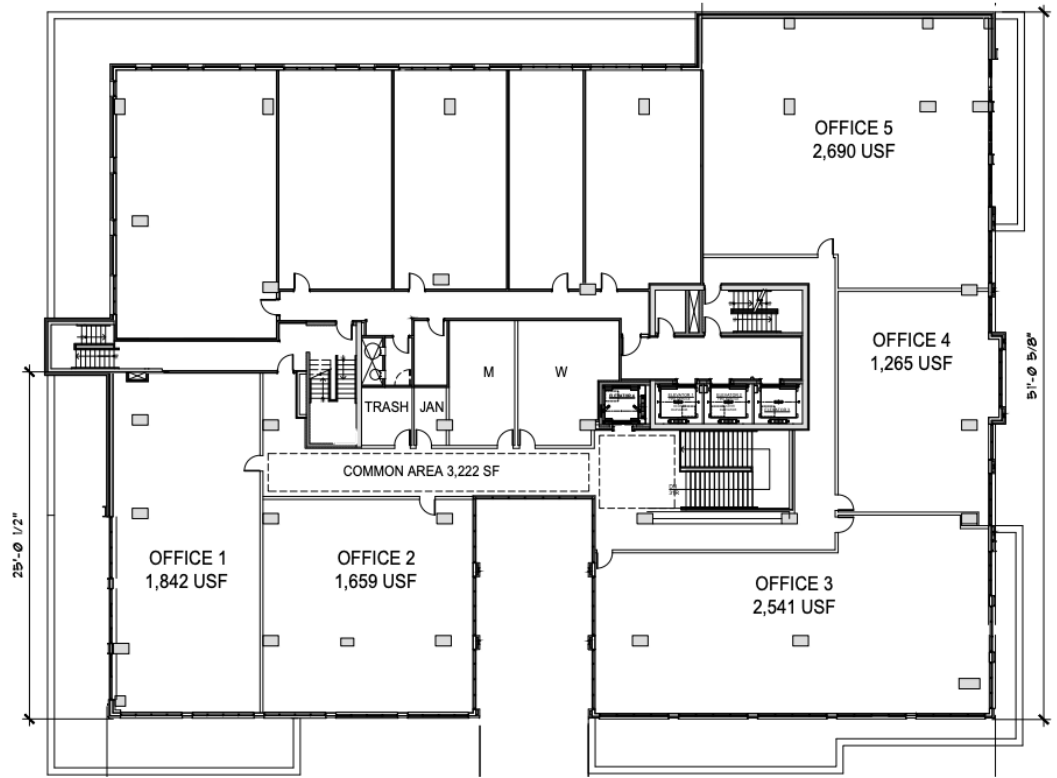 OFFICE 5
2,690 USF
OFFICE 4
1,265 USF
M
W
TRASH
JAN
COMMON AREA 3,222 SF
OFFICE 1
1,842 USF
OFFICE 2
1,659 USF
OFFICE 3
2,541 USF
25'-Ø 1/2"
51'-Ø 5/8"